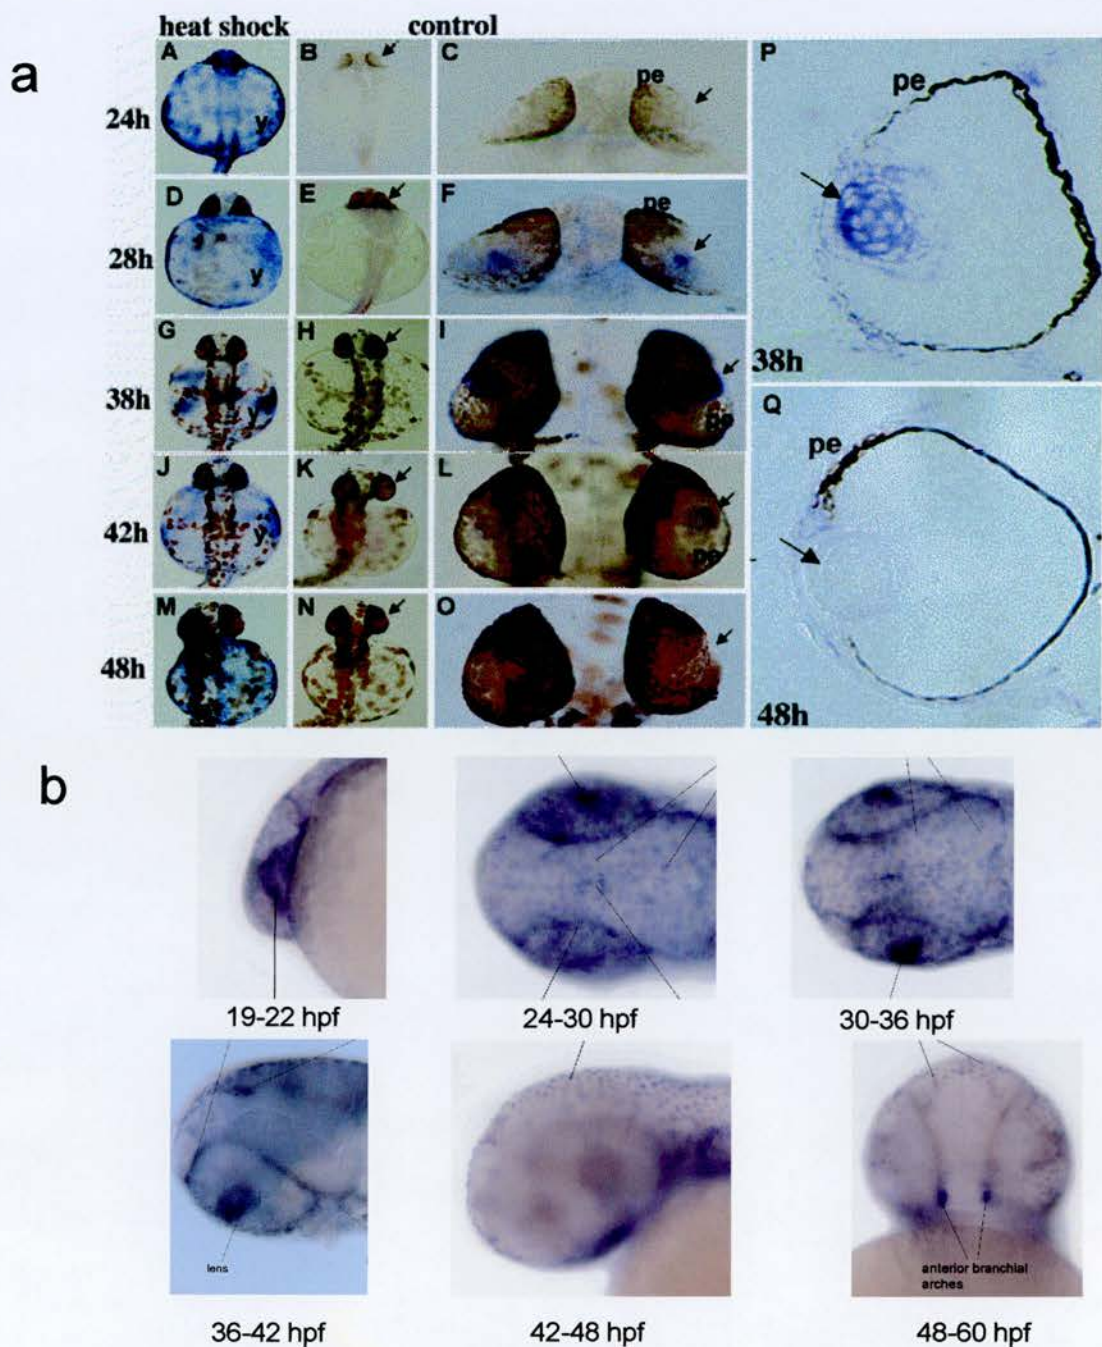 heat shock control
a
A B C P
pe pe
24h y
D E F
pe
28h y
G H I
38h y 38h
Q
pe
J K L
42h y
pe
M N O
48h 48h
b
19-22 hpf 24-30 hpf 30-36 hpf
lens
anterior branchial
arches
36-42 hpf 42-48 hpf 48-60 hpf